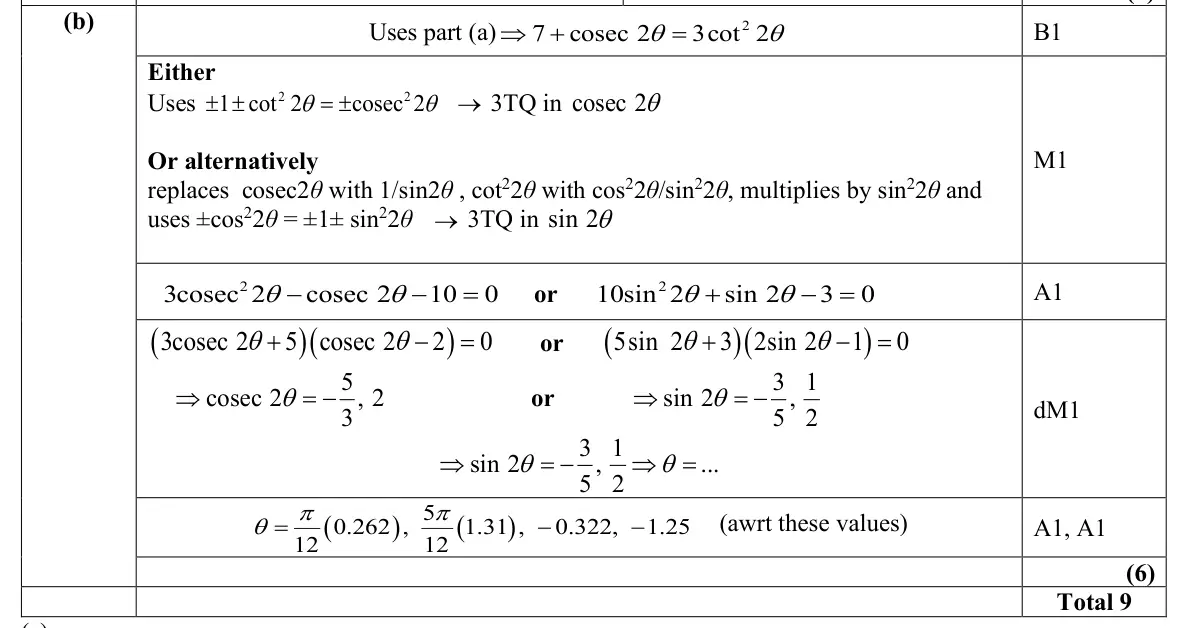 (b)
Uses part (a) ⇒ 7 + cosec 2θ = 3cot² 2θ
B1
Either
Uses ±1 ± cot² 2θ = ±cosec² 2θ → 3TQ in cosec 2θ
Or alternatively
M1
replaces cosec2θ with 1/sin2θ , cot²2θ with cos²2θ/sin²2θ, multiplies by sin²2θ and
uses ±cos²2θ = ±1± sin²2θ → 3TQ in sin 2θ
3cosec² 2θ − cosec 2θ − 10 = 0 or 10sin² 2θ + sin 2θ − 3 = 0
A1
(3cosec 2θ + 5)(cosec 2θ − 2) = 0 or (5sin 2θ + 3)(2sin 2θ − 1) = 0
⇒ cosec 2θ = −5/3, 2 or ⇒ sin 2θ = −3/5, 1/2
dM1
⇒ sin 2θ = −3/5, 1/2 ⇒ θ = ...
θ = π/12 (0.262), 5π/12 (1.31), −0.322, −1.25 (awrt these values)
A1, A1
(6)
Total 9